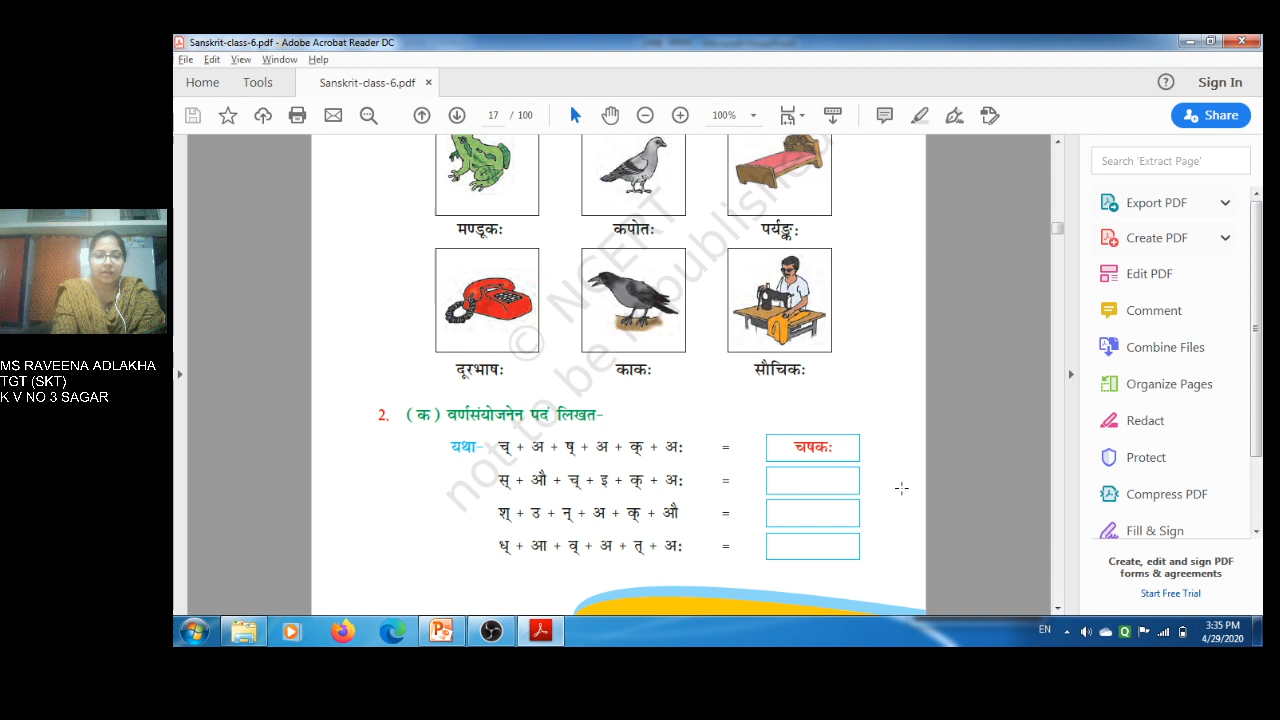 Sanskrit-class-6.pdf - Adobe Acrobat Reader DC
File Edit View Window Help
Home Tools Sanskrit-class-6.pdf × Sign In
17 / 100 100% Share
मण्डूकः कपोतः पर्यङ्कः
दूरभाषः काकः सौचिकः
© NCERT
not to be republished
2. (क) वर्णसंयोजनेन पदं लिखत-
यथा- च् + अ + ष् + अ + क् + अः = चषकः
स् + औ + च् + इ + क् + अः =
श् + उ + न् + अ + क् + औ =
ध् + आ + व् + अ + त् + अः =
Search 'Extract Page'
Export PDF
Create PDF
Edit PDF
Comment
Combine Files
Organize Pages
Redact
Protect
Compress PDF
Fill & Sign
Create, edit and sign PDF
forms & agreements
Start Free Trial
MS RAVEENA ADLAKHA
TGT (SKT)
K V NO 3 SAGAR
EN 3:35 PM
4/29/2020